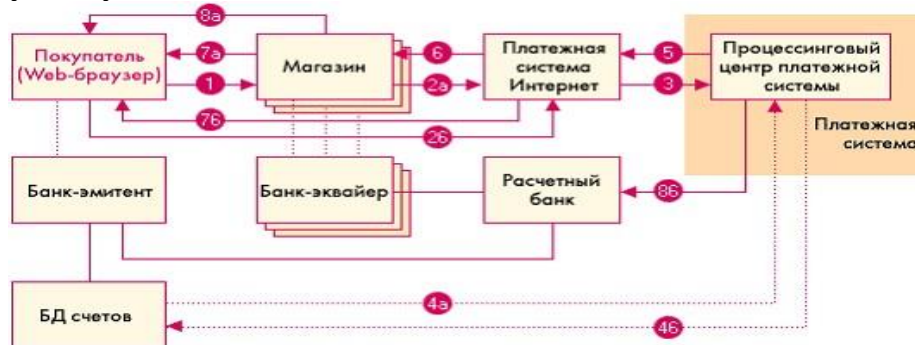 8а
Покупатель
(Web-браузер)
7а
1
Магазин
6
2а
Платежная
система
Интернет
5
3
Процессинговый
центр платежной
системы
7б
2б
Платежная
система
Банк-эмитент
Банк-эквайер
Расчетный
банк
8б
БД счетов
4а
4б